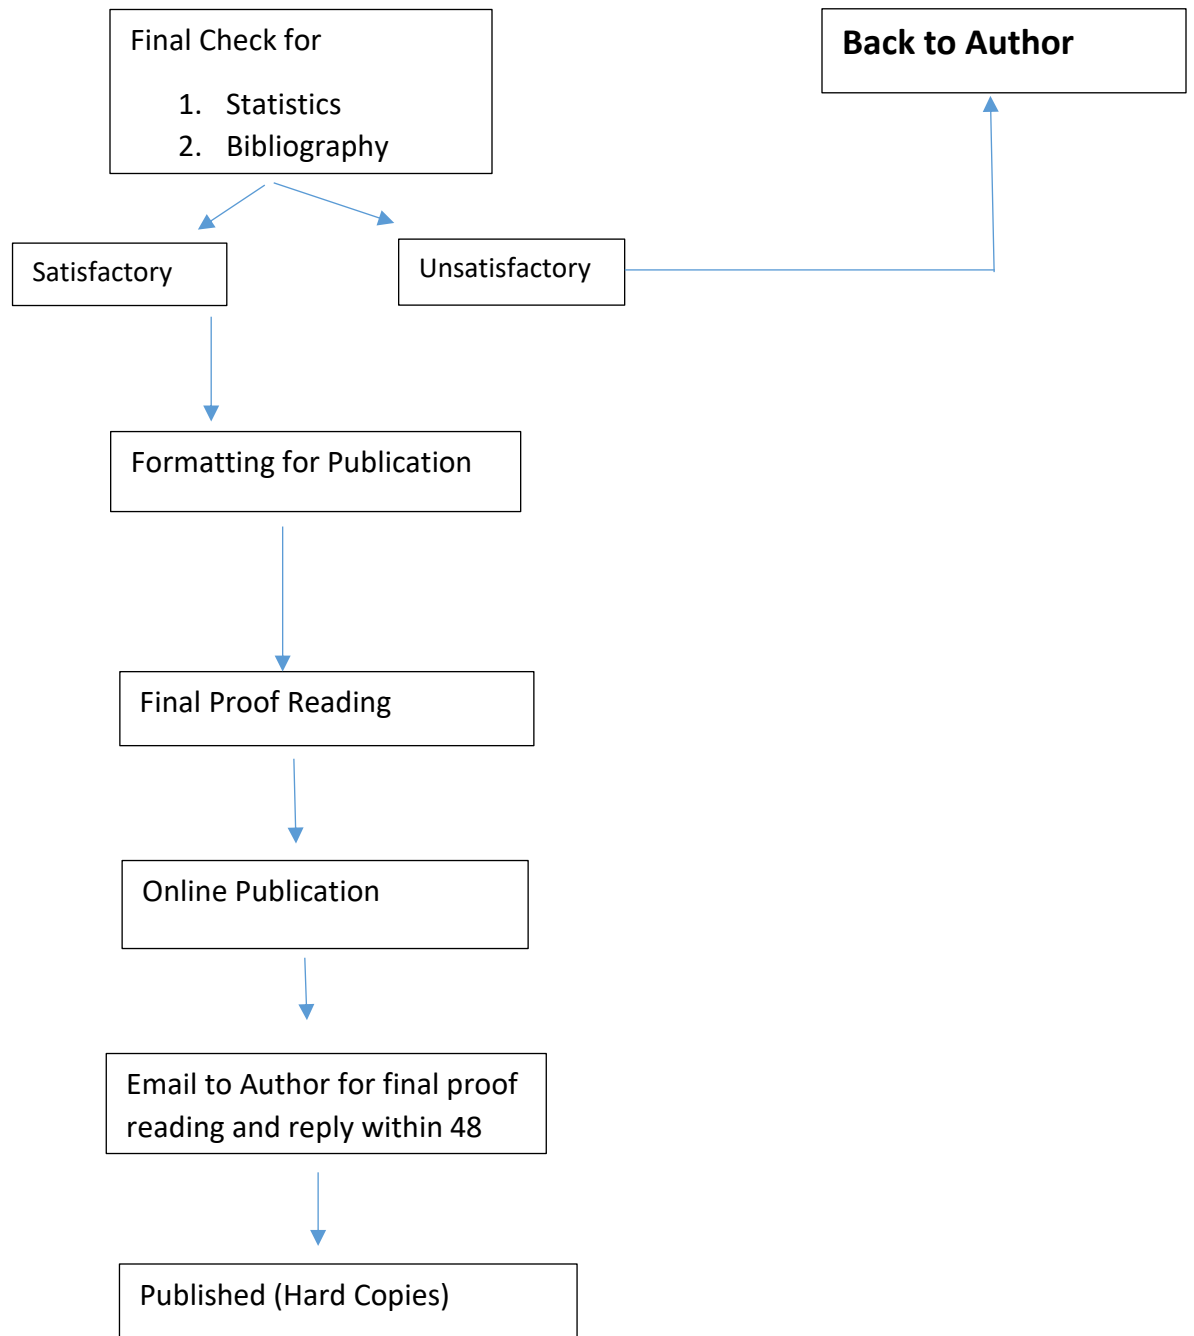 Final Check for
1. Statistics
2. Bibliography
Back to Author
Satisfactory
Unsatisfactory
Formatting for Publication
Final Proof Reading
Online Publication
Email to Author for final proof
reading and reply within 48
Published (Hard Copies)